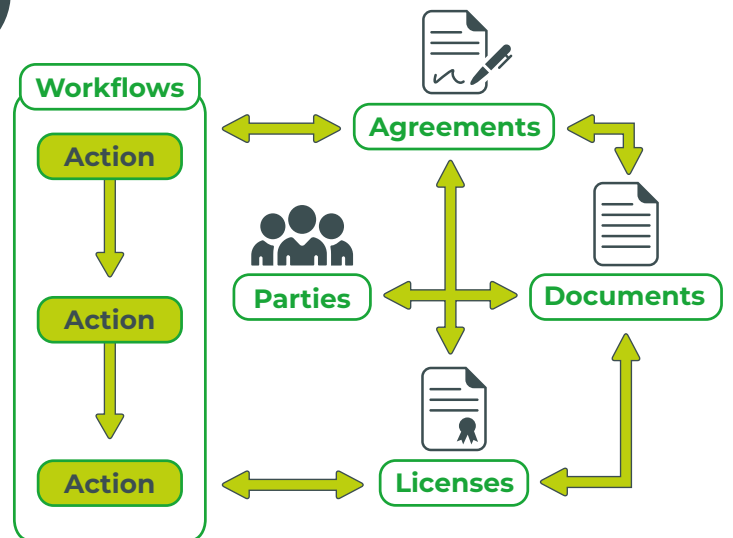 Workflows
Action
Action
Action
Agreements
Parties
Documents
Licenses